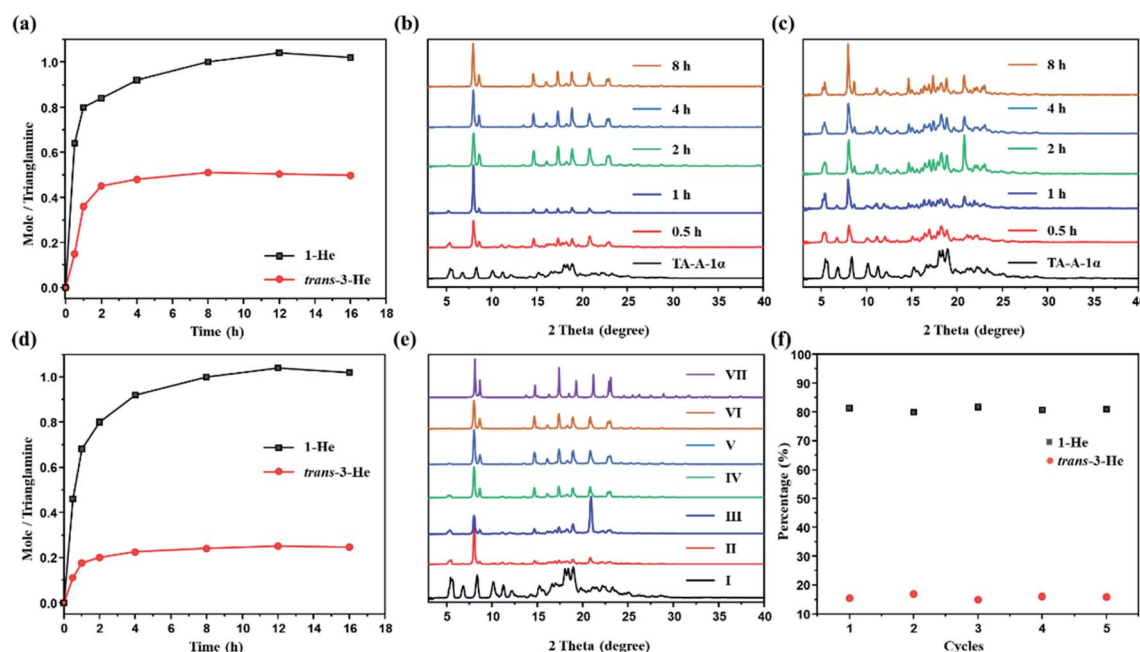 (a)
Mole / Trianglamine
1.0
0.8
0.6
0.4
0.2
0.0
0 2 4 6 8 10 12 14 16 18
Time (h)
1-He
trans-3-He
(b)
8 h
4 h
2 h
1 h
0.5 h
TA-A-1α
5 10 15 20 25 30 35 40
2 Theta (degree)
(c)
8 h
4 h
2 h
1 h
0.5 h
TA-A-1α
5 10 15 20 25 30 35 40
2 Theta (degree)
(d)
Mole / Trianglamine
1.0
0.8
0.6
0.4
0.2
0.0
0 2 4 6 8 10 12 14 16 18
Time (h)
1-He
trans-3-He
(e)
VII
VI
V
IV
III
II
I
5 10 15 20 25 30 35 40
2 Theta (degree)
(f)
Percentage (%)
100
90
80
70
60
50
40
30
20
10
1 2 3 4 5
Cycles
1-He
trans-3-He